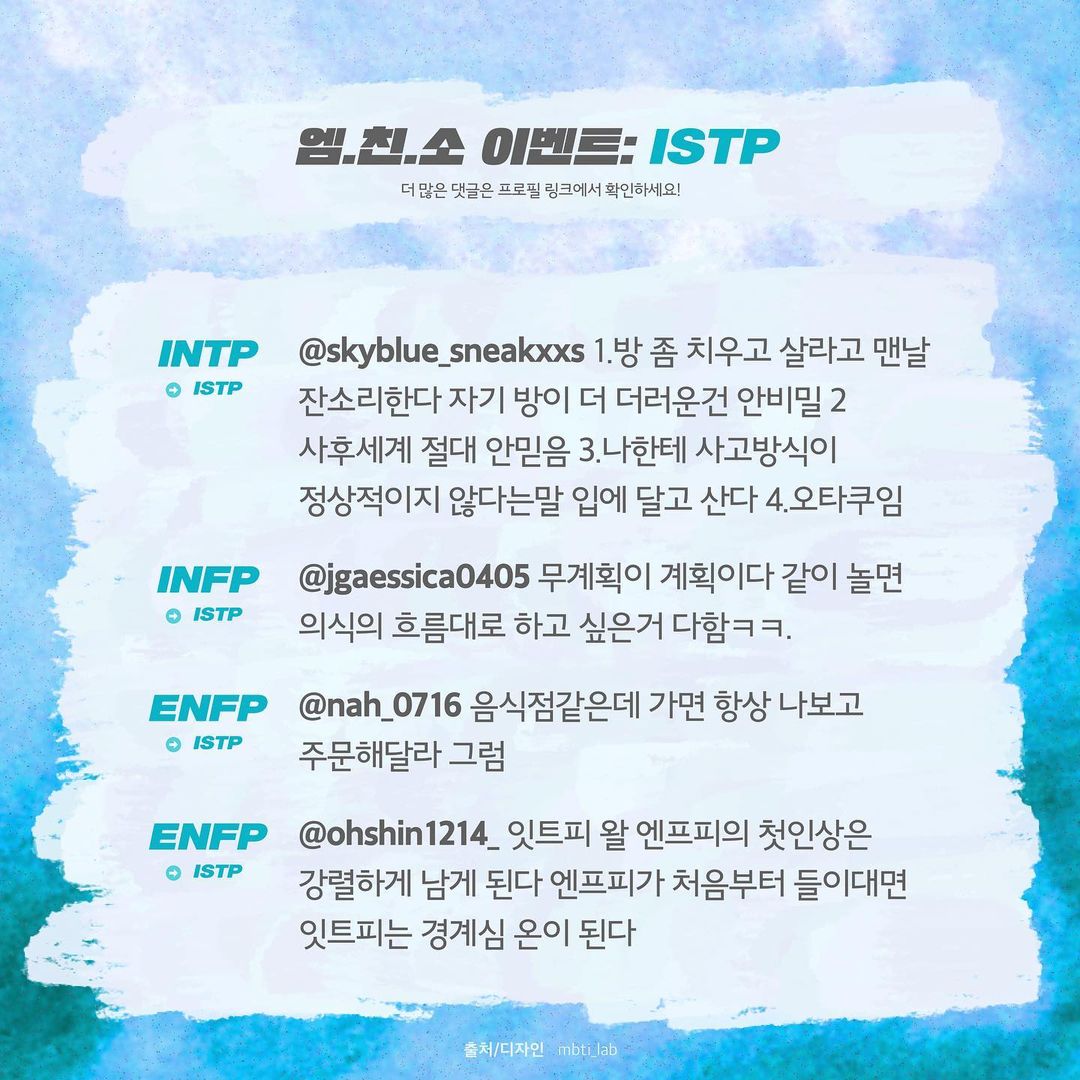 엠.친.소 이벤트: ISTP
더 많은 댓글은 프로필 링크에서 확인하세요!
INTP
ISTP
@skyblue_sneakxxs 1.방 좀 치우고 살라고 맨날
잔소리한다 자기 방이 더 더러운건 안비밀 2
사후세계 절대 안믿음 3.나한테 사고방식이
정상적이지 않다는말 입에 달고 산다 4.오타쿠임
INFP
ISTP
@jgaessica0405 무계획이 계획이다 같이 놀면
의식의 흐름대로 하고 싶은거 다함ㅋㅋ.
ENFP
ISTP
@nah_0716 음식점같은데 가면 항상 나보고
주문해달라 그럼
ENFP
ISTP
@ohshin1214_ 잇트피 왈 엔프피의 첫인상은
강렬하게 남게 된다 엔프피가 처음부터 들이대면
잇트피는 경계심 온이 된다
출처/디자인 mbti_lab